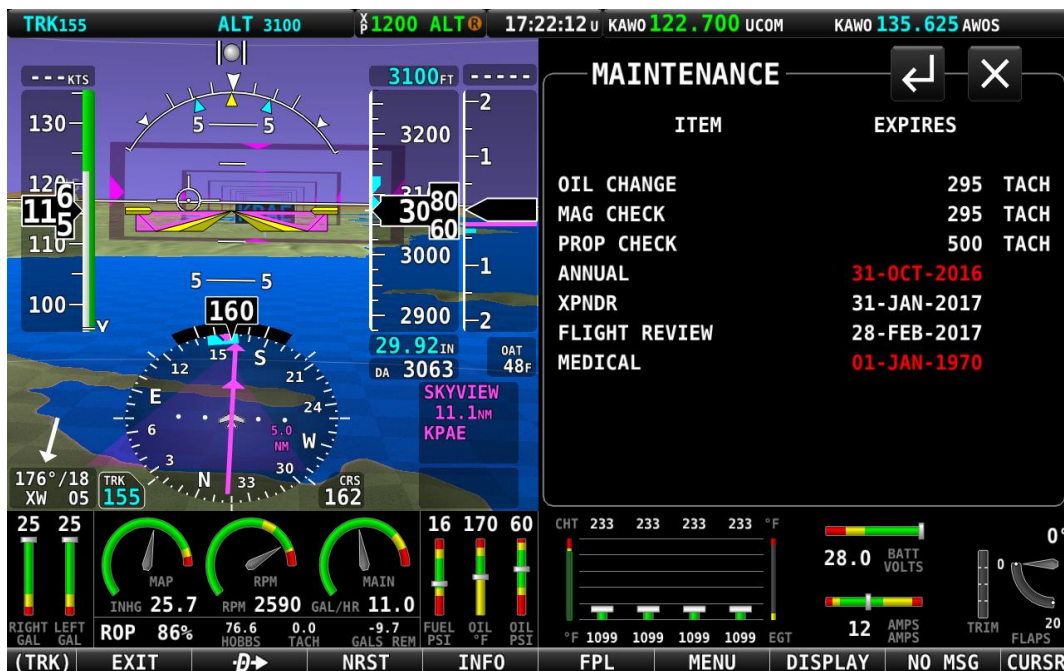 TRK155 ALT 3100 XP1200 ALT R 17:22:12 U KAWO 122.700 UCOM KAWO 135.625 AWOS
---KTS
3100FT -----
130
120
116
5
110
100
5 5
5 5
KPAE
3200
3100
3080
60
3000
2900
2
1
1
2
160
29.92IN
DA 3063
OAT
48F
SKYVIEW
11.1NM
KPAE
12 15 S 21 24 W 30 33 N 3 6 E
5.0
NM
176°/18
XW 05
TRK
155
CRS
162
MAINTENANCE
ITEM EXPIRES
OIL CHANGE 295 TACH
MAG CHECK 295 TACH
PROP CHECK 500 TACH
ANNUAL 31-OCT-2016
XPNDR 31-JAN-2017
FLIGHT REVIEW 28-FEB-2017
MEDICAL 01-JAN-1970
25 25
RIGHT LEFT
GAL GAL
MAP
INHG 25.7
RPM
RPM 2590
MAIN
GAL/HR 11.0
ROP 86%
76.6
HOBBS
0.0
TACH
-9.7
GALS REM
16 170 60
FUEL OIL OIL
PSI °F PSI
CHT 233 233 233 233 °F
°F 1099 1099 1099 1099 EGT
28.0 BATT
VOLTS
12 AMPS
AMPS
TRIM
0°
0
20
FLAPS
(TRK) EXIT -D→ NRST INFO FPL MENU DISPLAY NO MSG CURSR